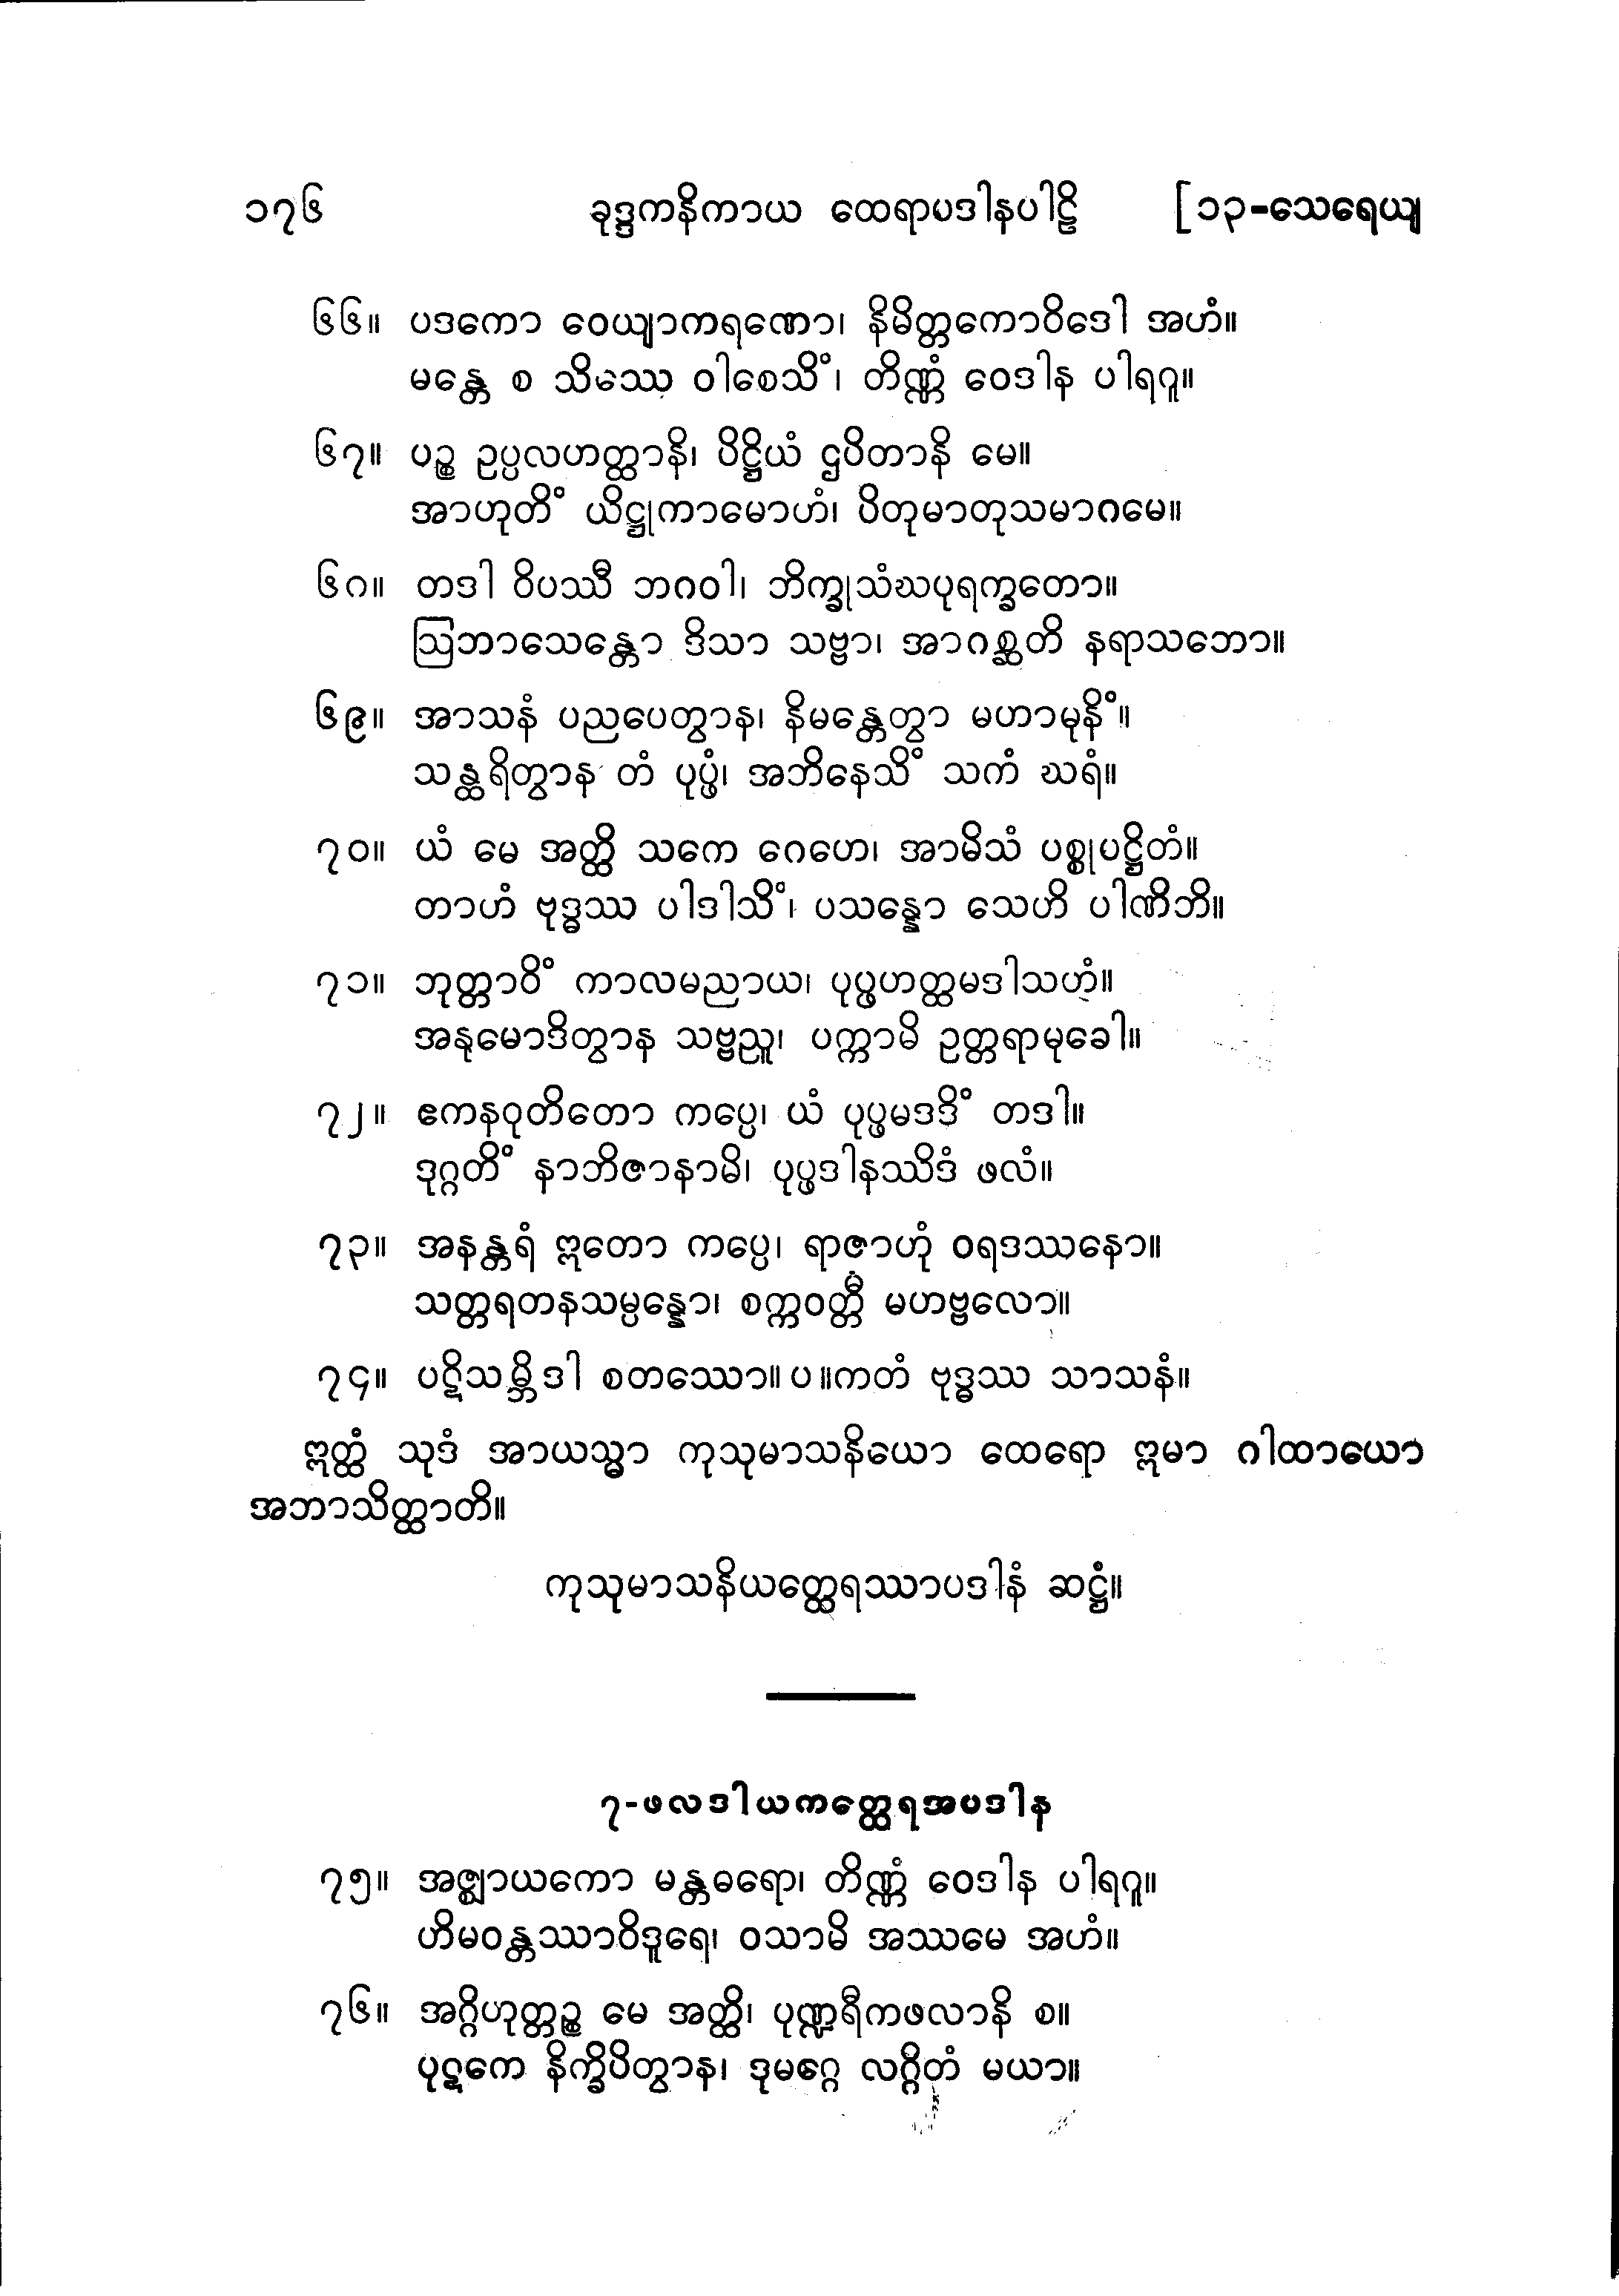 ၁၇၆ ခုဒ္ဒကနိကာယ ထေရာပဒါနပါဠိ [၁၃-သေရေယျ
၆၆။ ပဒကော ဝေယျာကရဏော၊ နိမိတ္တကောဝိဒေါ အဟံ။
မန္တေ စ သိဿေ ဝါစေသိံ၊ တိဏ္ဏံ ဝေဒါန ပါရဂူ။
၆၇။ ပဉ္စ ဥပ္ပလဟတ္ထာနိ၊ ပိဋ္ဌိယံ ဌပိတာနိ မေ။
အာဟုတိံ ယိဋ္ဌုကာမောဟံ၊ ပိတုမာတုသမာဂမေ။
၆၈။ တဒါ ဝိပဿီ ဘဂဝါ၊ ဘိက္ခုသံဃပုရက္ခတော။
ဩဘာသေန္တော ဒိသာ သဗ္ဗာ၊ အာဂစ္ဆတိ နရာသဘော။
၆၉။ အာသနံ ပညပေတွာန၊ နိမန္တေတွာ မဟာမုနိံ။
သန္ထရိတွာန တံ ပုပ္ဖံ၊ အဘိနေသိံ သကံ ဃရံ။
၇၀။ ယံ မေ အတ္ထိ သကေ ဂေဟေ၊ အာမိသံ ပစ္စုပဋ္ဌိတံ။
တာဟံ ဗုဒ္ဓဿ ပါဒါသိံ၊ ပသန္နော သေဟိ ပါဏိဘိ။
၇၁။ ဘုတ္တာဝိံ ကာလမညာယ၊ ပုပ္ဖဟတ္ထမဒါသဟံ။
အနုမောဒိတွာန သဗ္ဗညူ၊ ပက္ကာမိ ဥတ္တရာမုခေါ။
၇၂။ ဧကနဝုတိတော ကပ္ပေ၊ ယံ ပုပ္ဖမဒဒိံ တဒါ။
ဒုဂ္ဂတိံ နာဘိဇာနာမိ၊ ပုပ္ဖဒါနဿိဒံ ဖလံ။
၇၃။ အနန္တရံ ဣတော ကပ္ပေ၊ ရာဇာဟုံ ဝရဒဿနော။
သတ္တရတနသမ္ပန္နော၊ စက္ကဝတ္တီ မဟဗ္ဗလော။
၇၄။ ပဋိသမ္ဘိဒါ စတဿော။ပ။ကတံ ဗုဒ္ဓဿ သာသနံ။
ဣတ္ထံ သုဒံ အာယသ္မာ ကုသုမာသနိယော ထေရော ဣမာ ဂါထာယော
အဘာသိတ္ထာတိ။
ကုသုမာသနိယတ္ထေရဿာပဒါနံ ဆဋ္ဌံ။
၇-ဖလဒါယကတ္ထေရအပဒါန
၇၅။ အဇ္ဈာယကော မန္တဓရော၊ တိဏ္ဏံ ဝေဒါန ပါရဂူ။
ဟိမဝန္တဿာဝိဒူရေ၊ ဝသာမိ အဿမေ အဟံ။
၇၆။ အဂ္ဂိဟုတ္တဉ္စ မေ အတ္ထိ၊ ပုဏ္ဍရီကဖလာနိ စ။
ပုဋကေ နိက္ခိပိတွာန၊ ဒုမဂ္ဂေ လဂ္ဂိတံ မယာ။